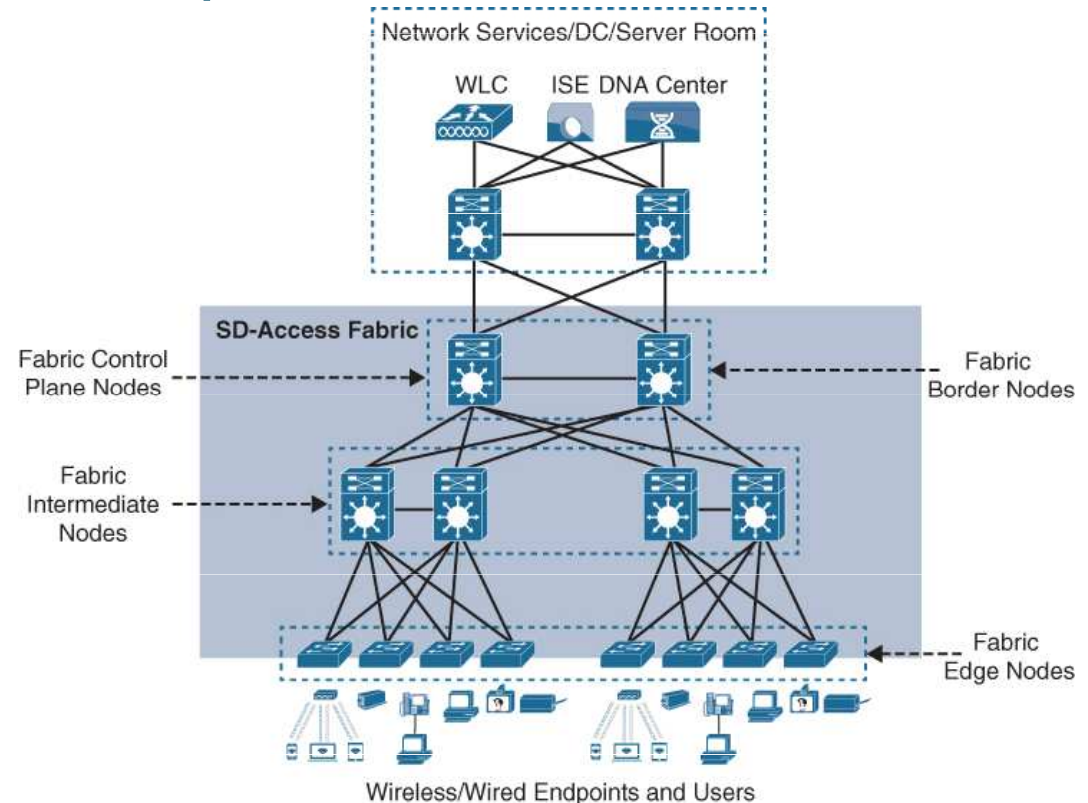 Network Services/DC/Server Room
WLC ISE DNA Center
SD-Access Fabric
Fabric Control
Plane Nodes
Fabric
Border Nodes
Fabric
Intermediate
Nodes
Fabric
Edge Nodes
Wireless/Wired Endpoints and Users